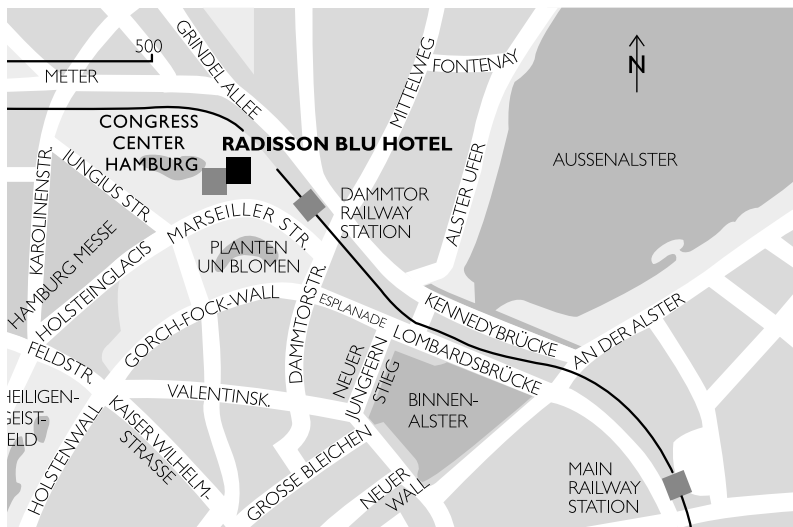 500
METER
GRINDEL ALLEE
MITTELWEG
FONTENAY
N
CONGRESS
CENTER
HAMBURG
RADISSON BLU HOTEL
AUSSENALSTER
KAROLINENSTR.
JUNGIUS STR.
DAMMTOR
RAILWAY
STATION
ALSTER UFER
MARSEILLER STR.
HAMBURG MESSE
HOLSTEINGLACIS
PLANTEN
UN BLOMEN
GORCH-FOCK-WALL
DAMMTORSTR.
ESPLANADE
KENNEDYBRÜCKE
LOMBARDSBRÜCKE
AN DER ALSTER
FELDSTR.
NEUER
JUNGFERN
STIEG
VALENTINSK.
BINNEN-
ALSTER
HEILIGEN-
GEIST-
ELD
HOLSTENWALL
KAISER WILHELM-
STRASSE
GROSSE BLEICHEN
NEUER
WALL
MAIN
RAILWAY
STATION